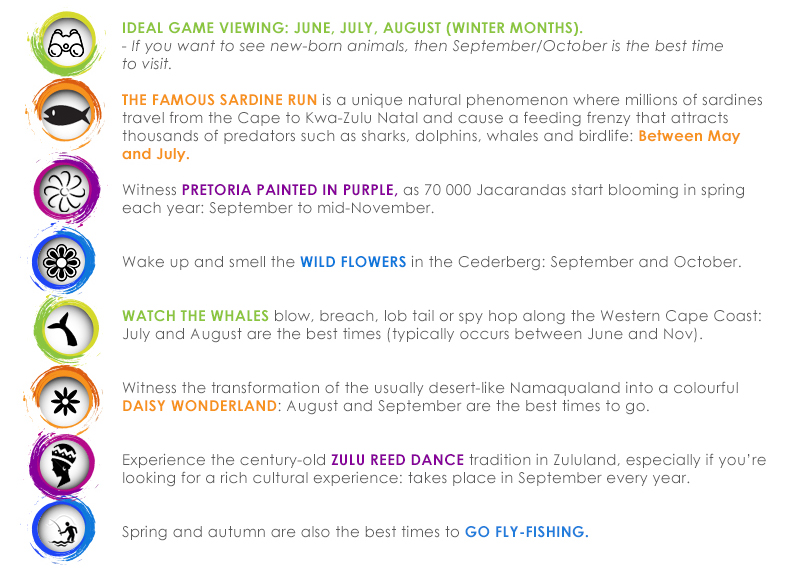 IDEAL GAME VIEWING: JUNE, JULY, AUGUST (WINTER MONTHS).
- If you want to see new-born animals, then September/October is the best time
to visit.
THE FAMOUS SARDINE RUN is a unique natural phenomenon where millions of sardines
travel from the Cape to Kwa-Zulu Natal and cause a feeding frenzy that attracts
thousands of predators such as sharks, dolphins, whales and birdlife: Between May
and July.
Witness PRETORIA PAINTED IN PURPLE, as 70 000 Jacarandas start blooming in spring
each year: September to mid-November.
Wake up and smell the WILD FLOWERS in the Cederberg: September and October.
WATCH THE WHALES blow, breach, lob tail or spy hop along the Western Cape Coast:
July and August are the best times (typically occurs between June and Nov).
Witness the transformation of the usually desert-like Namaqualand into a colourful
DAISY WONDERLAND: August and September are the best times to go.
Experience the century-old ZULU REED DANCE tradition in Zululand, especially if you're
looking for a rich cultural experience: takes place in September every year.
Spring and autumn are also the best times to GO FLY-FISHING.